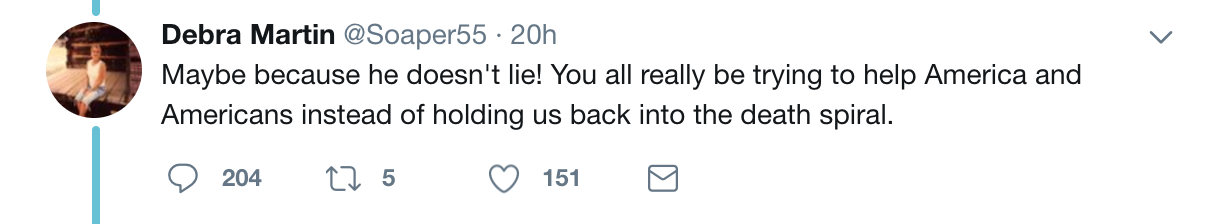 Debra Martin @Soaper55 · 20h
Maybe because he doesn't lie! You all really be trying to help America and
Americans instead of holding us back into the death spiral.
204 5 151